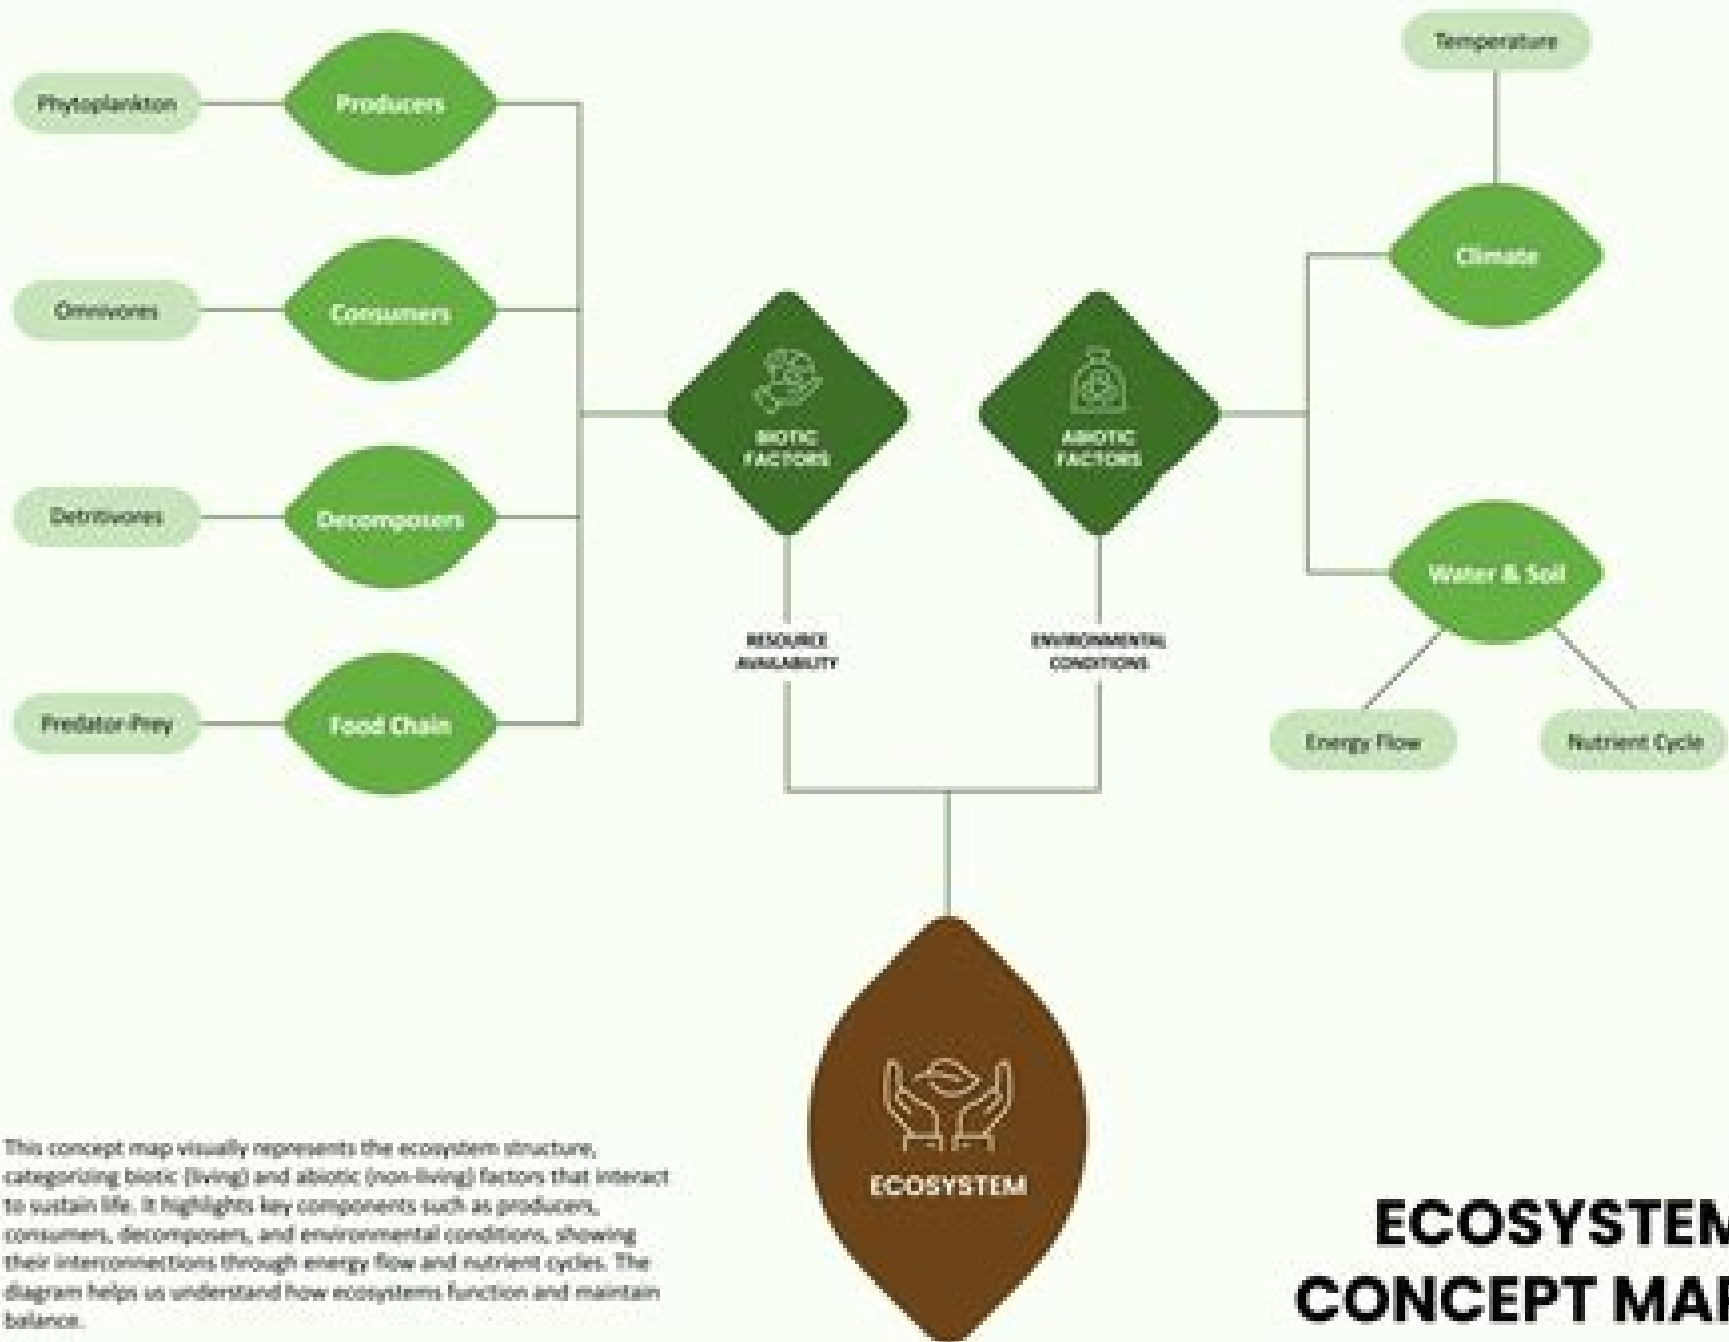 Temperature
Phytoplankton
Producers
Climate
Omnivores
Consumers
BIOTIC
FACTORS
ABIOTIC
FACTORS
Detritivores
Decomposers
Water & Soil
RESOURCE
AVAILABILITY
ENVIRONMENTAL
CONDITIONS
Predator-Prey
Food Chain
Energy Flow
Nutrient Cycle
ECOSYSTEM
This concept map visually represents the ecosystem structure,
categorizing biotic (living) and abiotic (non-living) factors that interact
to sustain life. It highlights key components such as producers,
consumers, decomposers, and environmental conditions, showing
their interconnections through energy flow and nutrient cycles. The
diagram helps us understand how ecosystems function and maintain
balance.
ECOSYSTEM
CONCEPT MAP